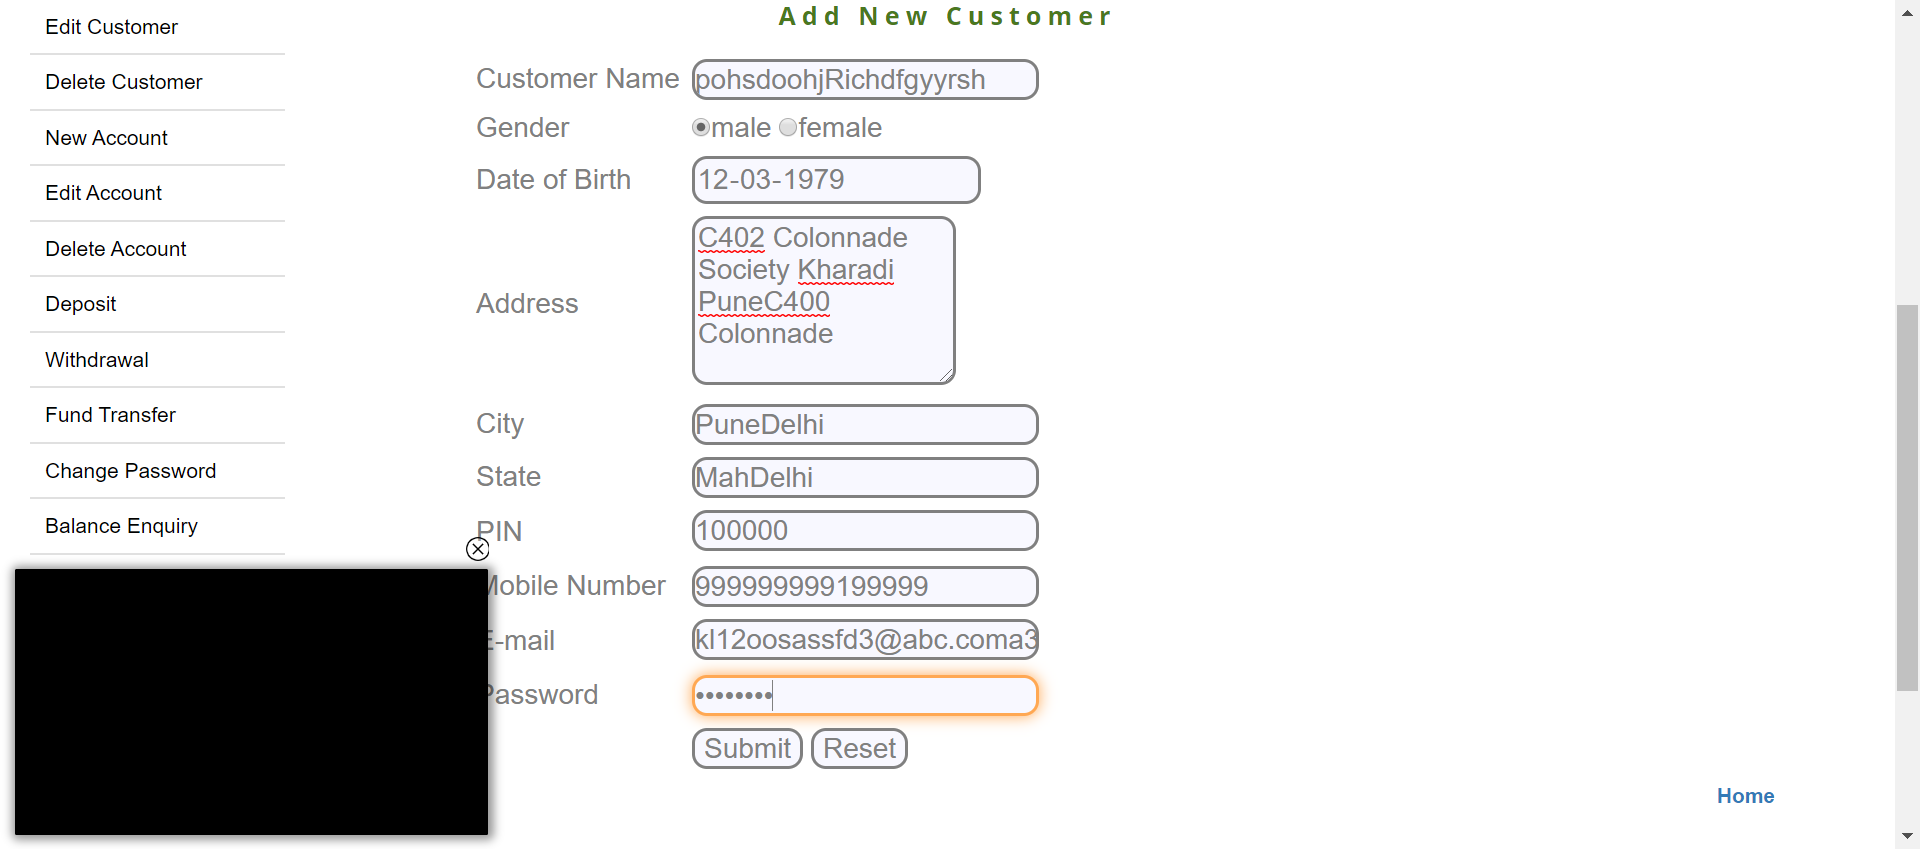 Edit Customer
Delete Customer
New Account
Edit Account
Delete Account
Deposit
Withdrawal
Fund Transfer
Change Password
Balance Enquiry
Add New Customer
Customer Name pohsdoohjRichdfgyyrsh
Gender male female
Date of Birth 12-03-1979
Address
C402 Colonnade
Society Kharadi
PuneC400
Colonnade
City PuneDelhi
State MahDelhi
PIN 100000
Mobile Number 999999999199999
E-mail kl12oosassfd3@abc.coma3
Password ••••••••
Submit Reset
Home